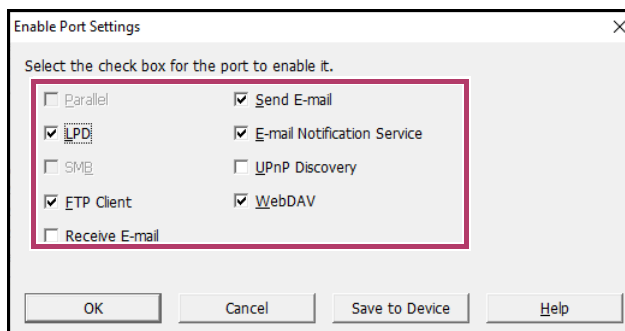 Enable Port Settings
Select the check box for the port to enable it.
Parallel
LPD
SMB
FTP Client
Receive E-mail
Send E-mail
E-mail Notification Service
UPnP Discovery
WebDAV
OK
Cancel
Save to Device
Help